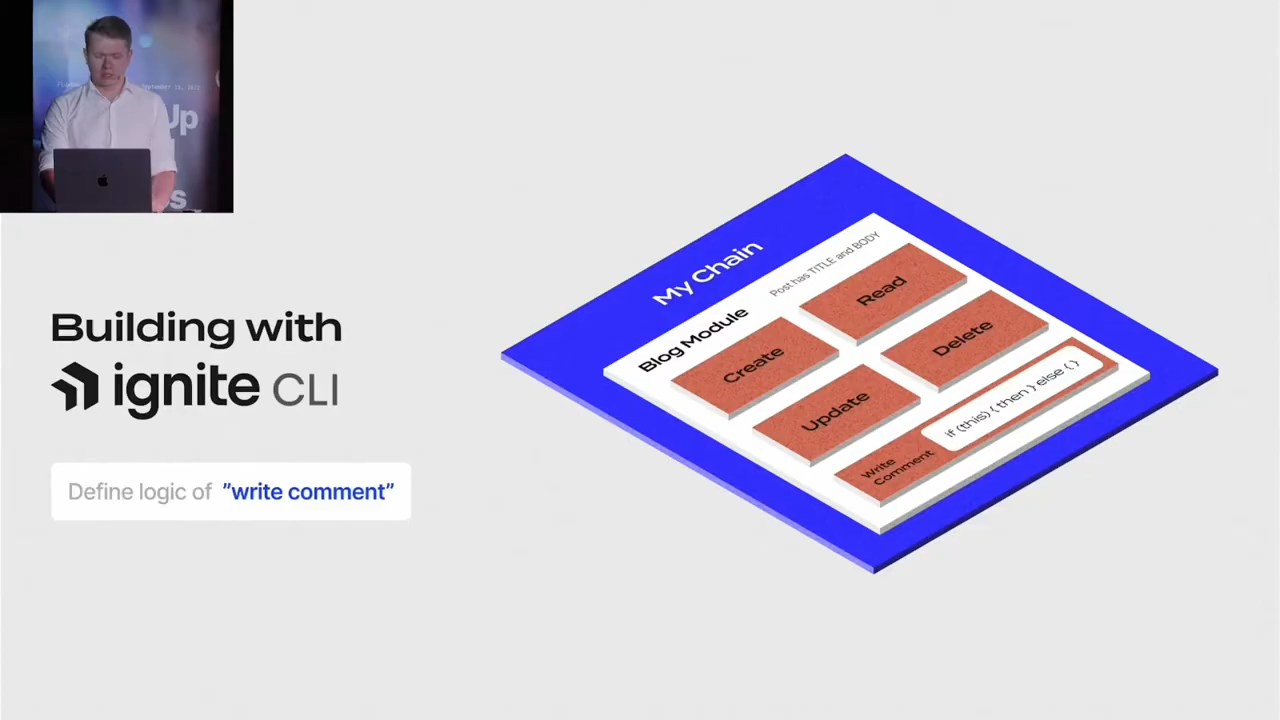 Up
s
Building with
ignite CLI
Define logic of "write comment"
My Chain
Post has TITLE and BODY
Blog Module
Create
Read
Update
Delete
Write
Comment
if (this) { then } else { }